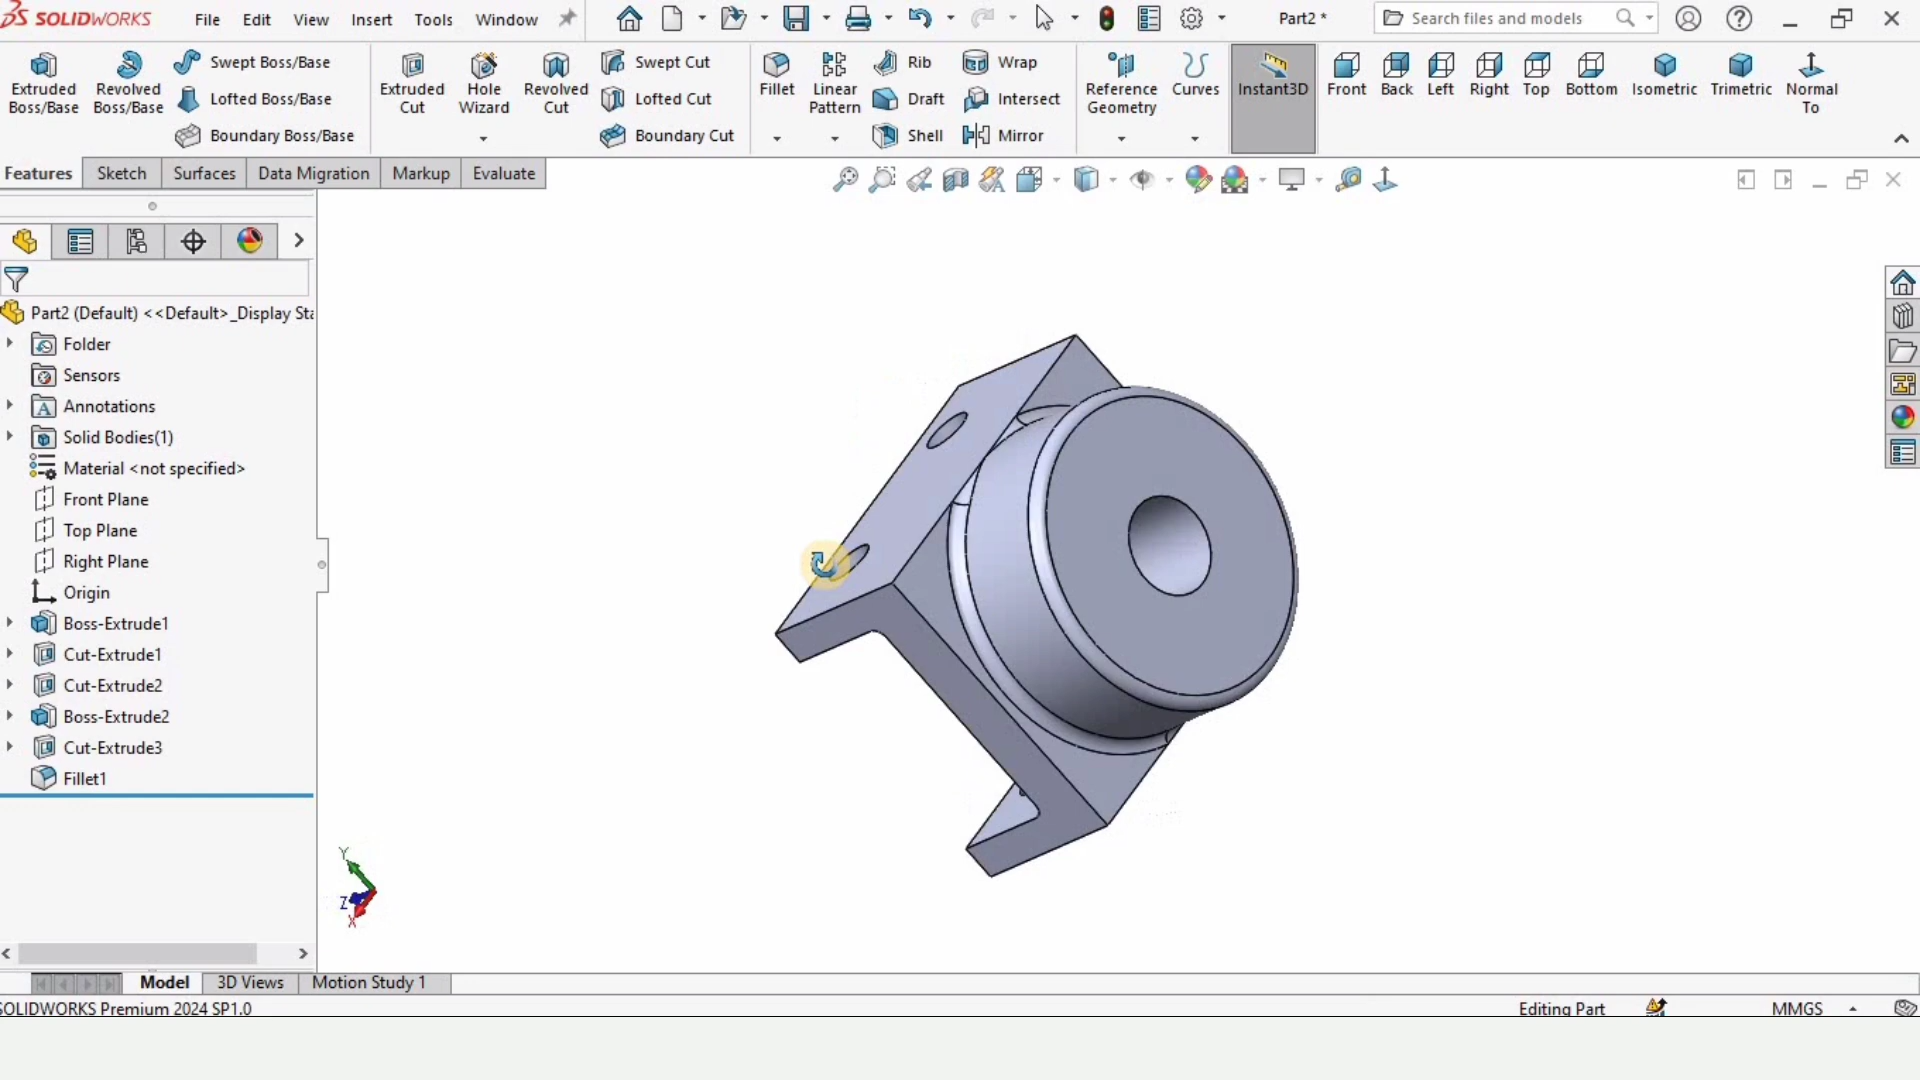 SOLIDWORKS File Edit View Insert Tools Window Part2 * Search files and models
Extruded Boss/Base
Revolved Boss/Base
Swept Boss/Base
Lofted Boss/Base
Boundary Boss/Base
Extruded Cut
Hole Wizard
Revolved Cut
Swept Cut
Lofted Cut
Boundary Cut
Fillet
Linear Pattern
Rib
Draft
Shell
Wrap
Intersect
Mirror
Reference Geometry
Curves
Instant3D
Front
Back
Left
Right
Top
Bottom
Isometric
Trimetric
Normal To
Features Sketch Surfaces Data Migration Markup Evaluate
Part2 (Default) <<Default>_Display Sta
Folder
Sensors
Annotations
Solid Bodies(1)
Material <not specified>
Front Plane
Top Plane
Right Plane
Origin
Boss-Extrude1
Cut-Extrude1
Cut-Extrude2
Boss-Extrude2
Cut-Extrude3
Fillet1
Y
Z
X
Model 3D Views Motion Study 1
SOLIDWORKS Premium 2024 SP1.0 Editing Part MMGS